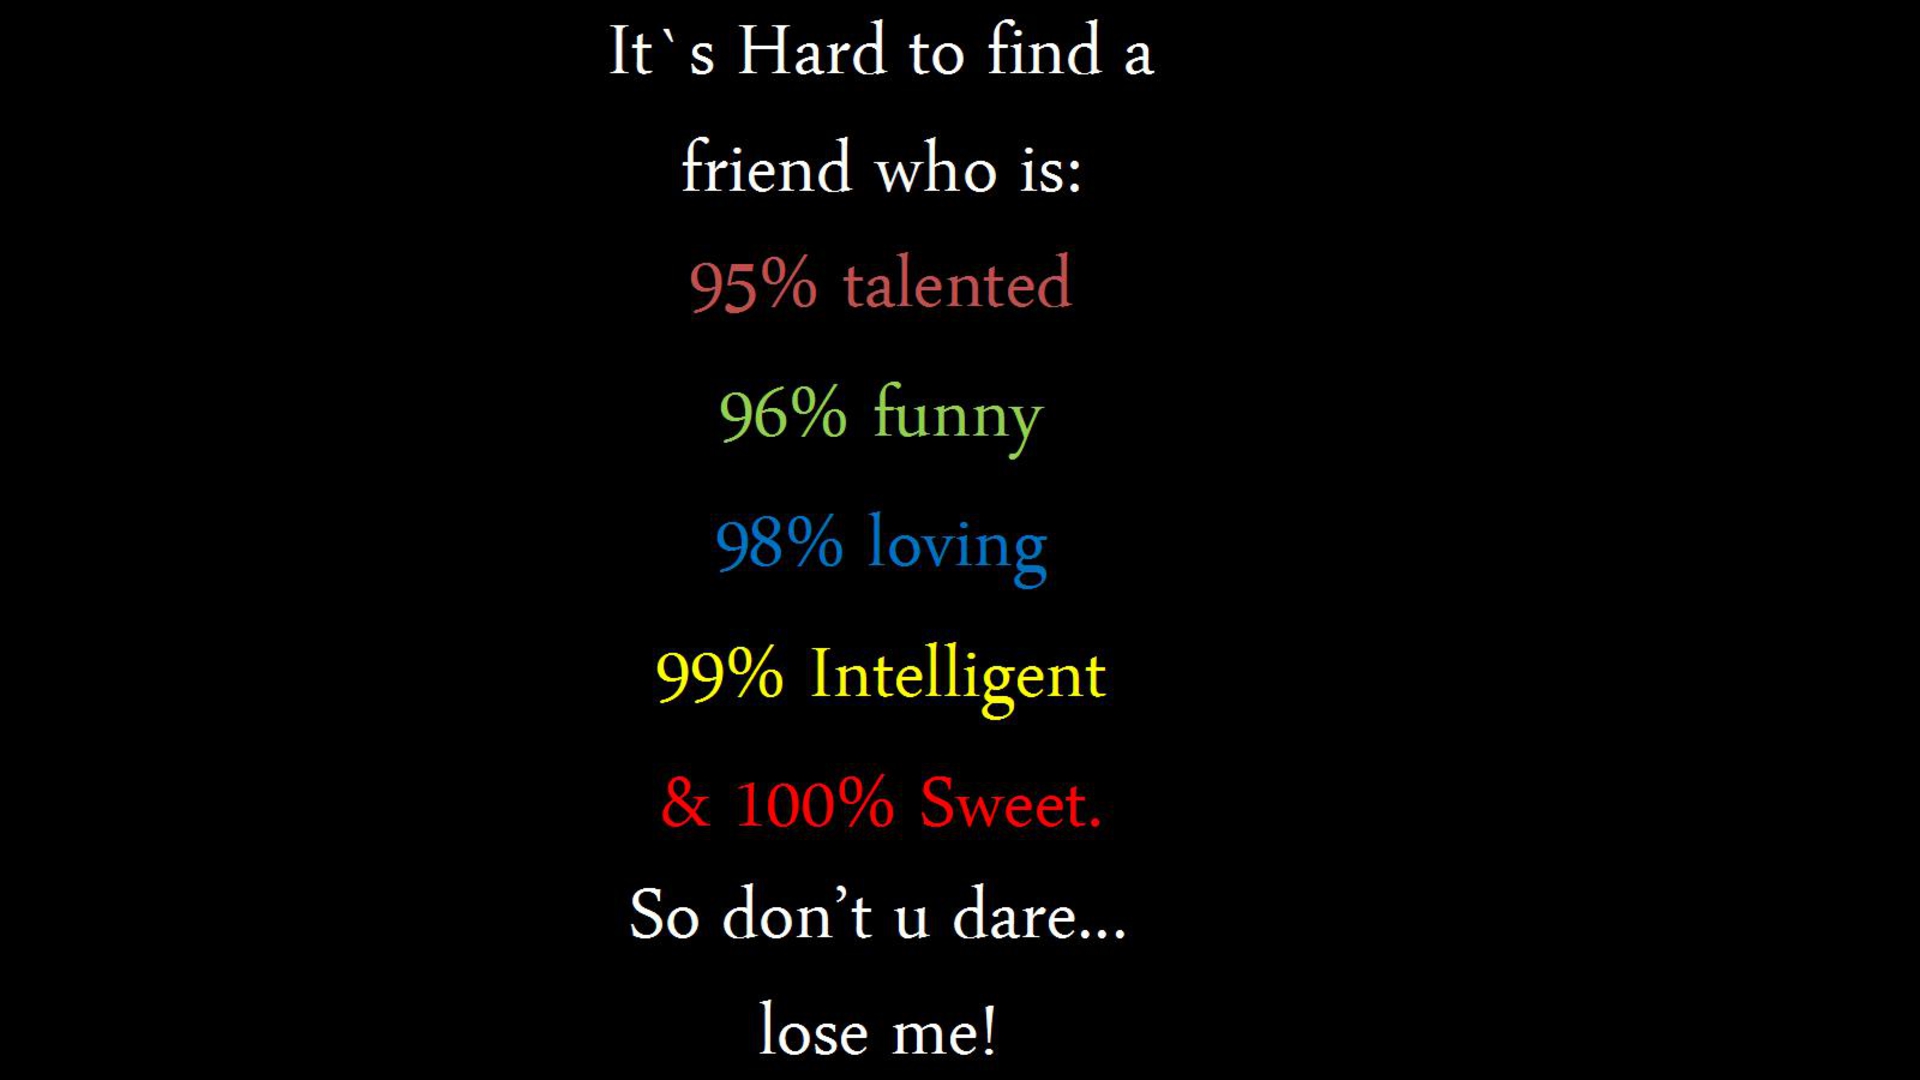 It`s Hard to find a
friend who is:
95% talented
96% funny
98% loving
99% Intelligent
& 100% Sweet.
So don’t u dare...
lose me!